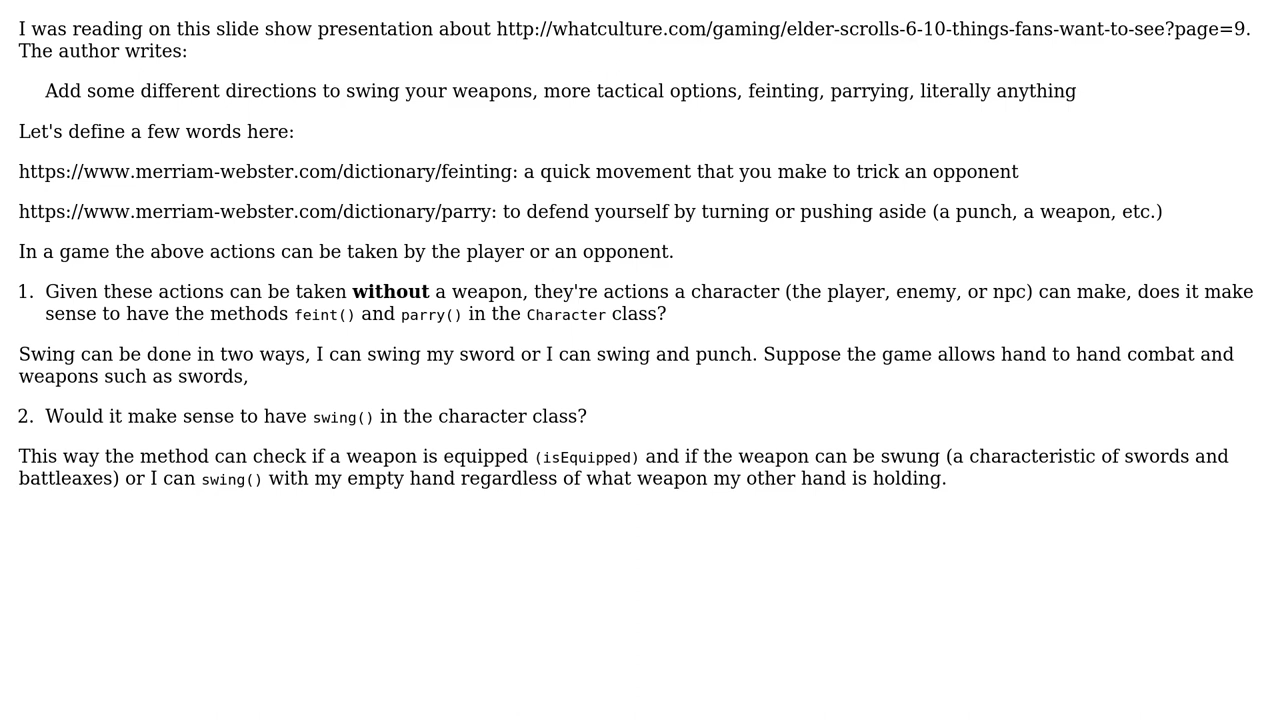 I was reading on this slide show presentation about http://whatculture.com/gaming/elder-scrolls-6-10-things-fans-want-to-see?page=9.
The author writes:
Add some different directions to swing your weapons, more tactical options, feinting, parrying, literally anything
Let's define a few words here:
https://www.merriam-webster.com/dictionary/feinting: a quick movement that you make to trick an opponent
https://www.merriam-webster.com/dictionary/parry: to defend yourself by turning or pushing aside (a punch, a weapon, etc.)
In a game the above actions can be taken by the player or an opponent.
1. Given these actions can be taken without a weapon, they're actions a character (the player, enemy, or npc) can make, does it make
sense to have the methods feint() and parry() in the Character class?
Swing can be done in two ways, I can swing my sword or I can swing and punch. Suppose the game allows hand to hand combat and
weapons such as swords,
2. Would it make sense to have swing() in the character class?
This way the method can check if a weapon is equipped (isEquipped) and if the weapon can be swung (a characteristic of swords and
battleaxes) or I can swing() with my empty hand regardless of what weapon my other hand is holding.